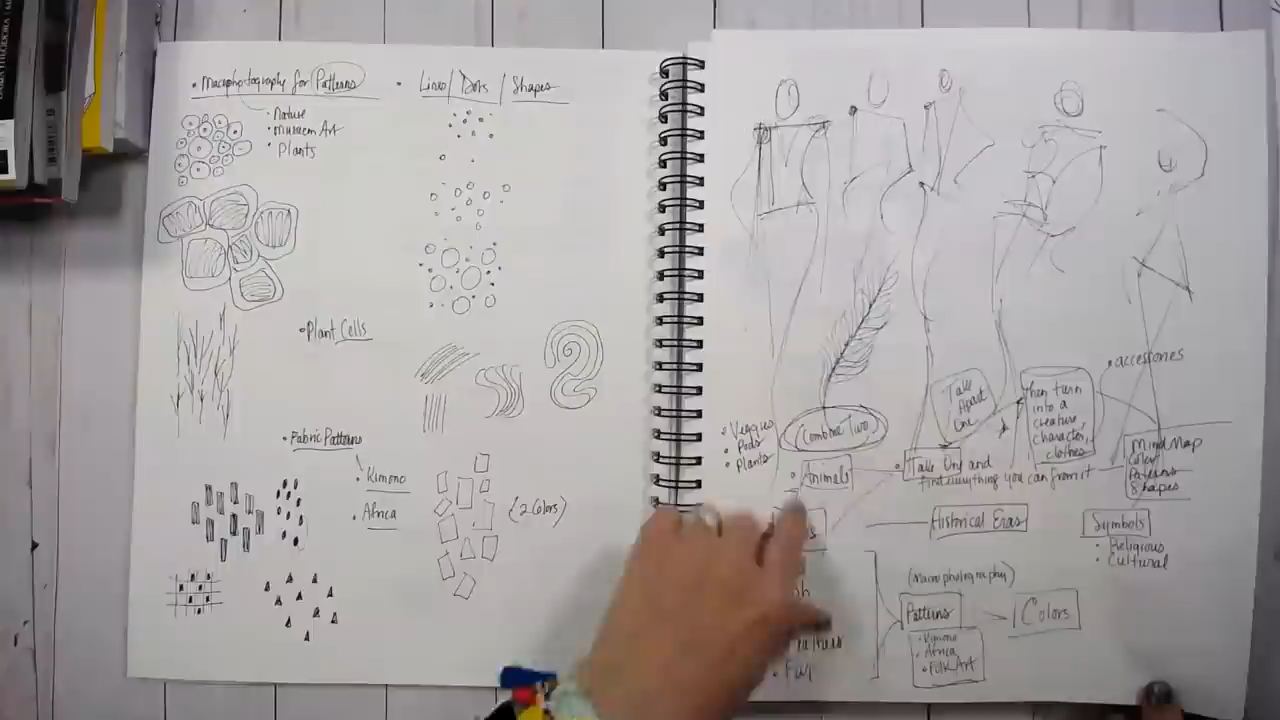 • Macrophotography for Patterns
• Nature
• Museum Art
• Plants
• Lines / Dots / Shapes
• Plant Cells
• Fabric Patterns
• Kimono
• Africa
(2 Colors)
• accessories
Take
Apart
One
Then turn
into a
creature,
character,
clothes
• Veggies
• Pods
• Plants
(Combine Two)
• Animals
• Take One and
find everything you can from it
Mind Map
Color
Patterns
Shapes
Historical Eras
Symbols
• Religious
• Cultural
(Macrophotography)
Patterns
Colors
• Kimono
• Africa
• Folk Art
• Fur